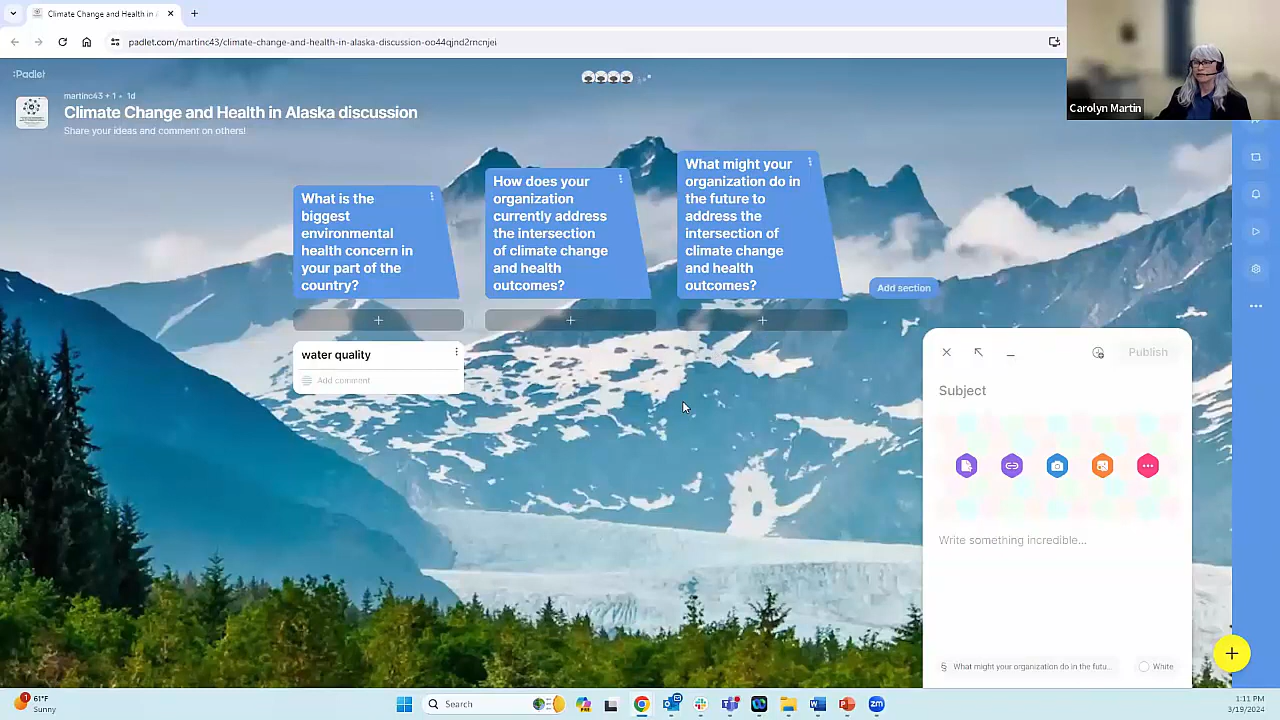 Climate Change and Health in A
padlet.com/martinc43/climate-change-and-health-in-alaska-discussion-oo44qjnd2rncnjei
:Padlet
martinc43 + 1 • 1d
Climate Change and Health in Alaska discussion
Share your ideas and comment on others!
Carolyn Martin
What is the
biggest
environmental
health concern in
your part of the
country?
How does your
organization
currently address
the intersection
of climate change
and health
outcomes?
What might your
organization do in
the future to
address the
intersection of
climate change
and health
outcomes?
Add section
water quality
Add comment
Publish
Subject
Write something incredible...
What might your organization do in the futu...
White
61°F
Sunny
Search
1:11 PM
3/19/2024